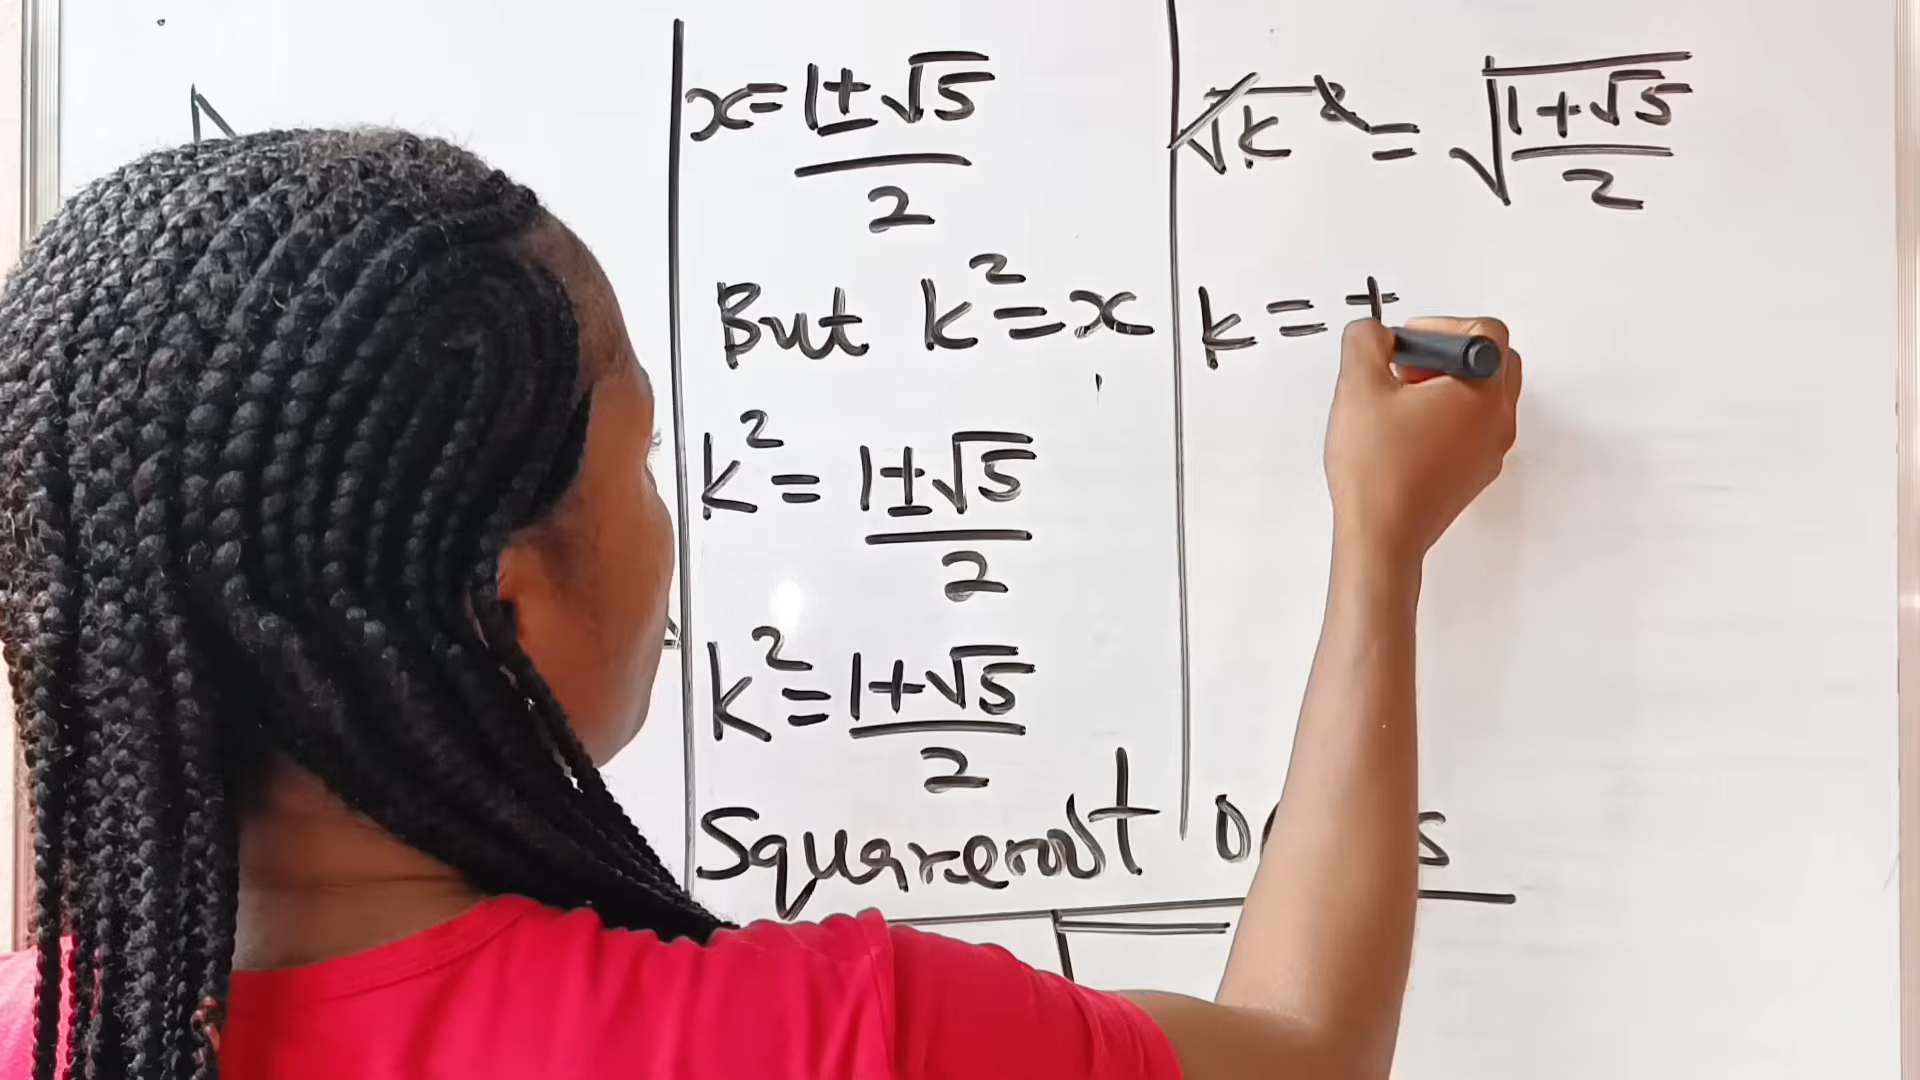 x = 1 ± √5
2
But k² = x
k² = 1 ± √5
2
k² = 1 + √5
2
Squareroot
√k² = √1 + √5
2
k = +